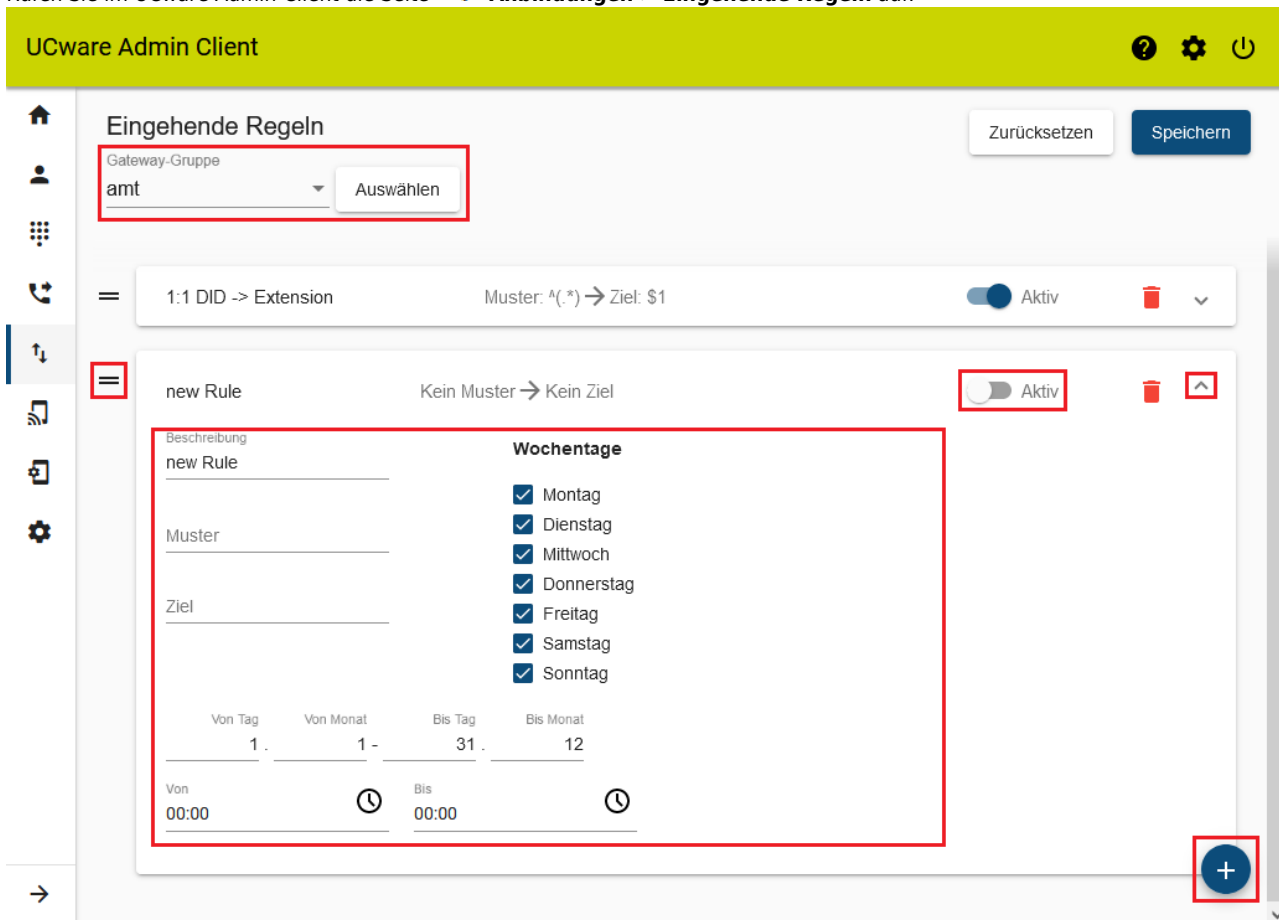 UCware Admin Client
Eingehende Regeln
Zurücksetzen
Speichern
Gateway-Gruppe
amt
Auswählen
1:1 DID -> Extension
Muster: ^(.*) → Ziel: $1
Aktiv
new Rule
Kein Muster → Kein Ziel
Aktiv
Beschreibung
new Rule
Muster
Ziel
Wochentage
Montag
Dienstag
Mittwoch
Donnerstag
Freitag
Samstag
Sonntag
Von Tag Von Monat Bis Tag Bis Monat
1 . 1 - 31 . 12
Von Bis
00:00 00:00